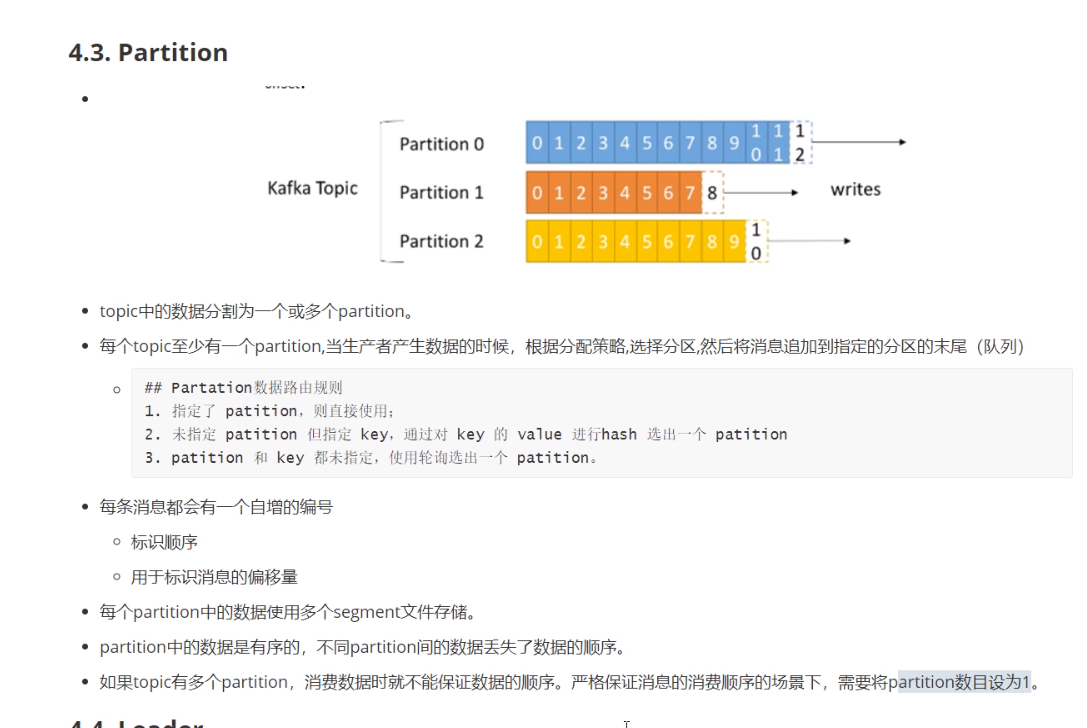 4.3. Partition
Partition 0 0 1 2 3 4 5 6 7 8 9 10 11 12
Kafka Topic Partition 1 0 1 2 3 4 5 6 7 8 writes
Partition 2 0 1 2 3 4 5 6 7 8 9 10
topic中的数据分割为一个或多个partition。
每个topic至少有一个partition,当生产者产生数据的时候，根据分配策略,选择分区,然后将消息追加到指定的分区的末尾（队列）
## Partation数据路由规则
1. 指定了 patition，则直接使用；
2. 未指定 patition 但指定 key，通过对 key 的 value 进行hash 选出一个 patition
3. patition 和 key 都未指定，使用轮询选出一个 patition。
每条消息都会有一个自增的编号
标识顺序
用于标识消息的偏移量
每个partition中的数据使用多个segment文件存储。
partition中的数据是有序的，不同partition间的数据丢失了数据的顺序。
如果topic有多个partition，消费数据时就不能保证数据的顺序。严格保证消息的消费顺序的场景下，需要将partition数目设为1。